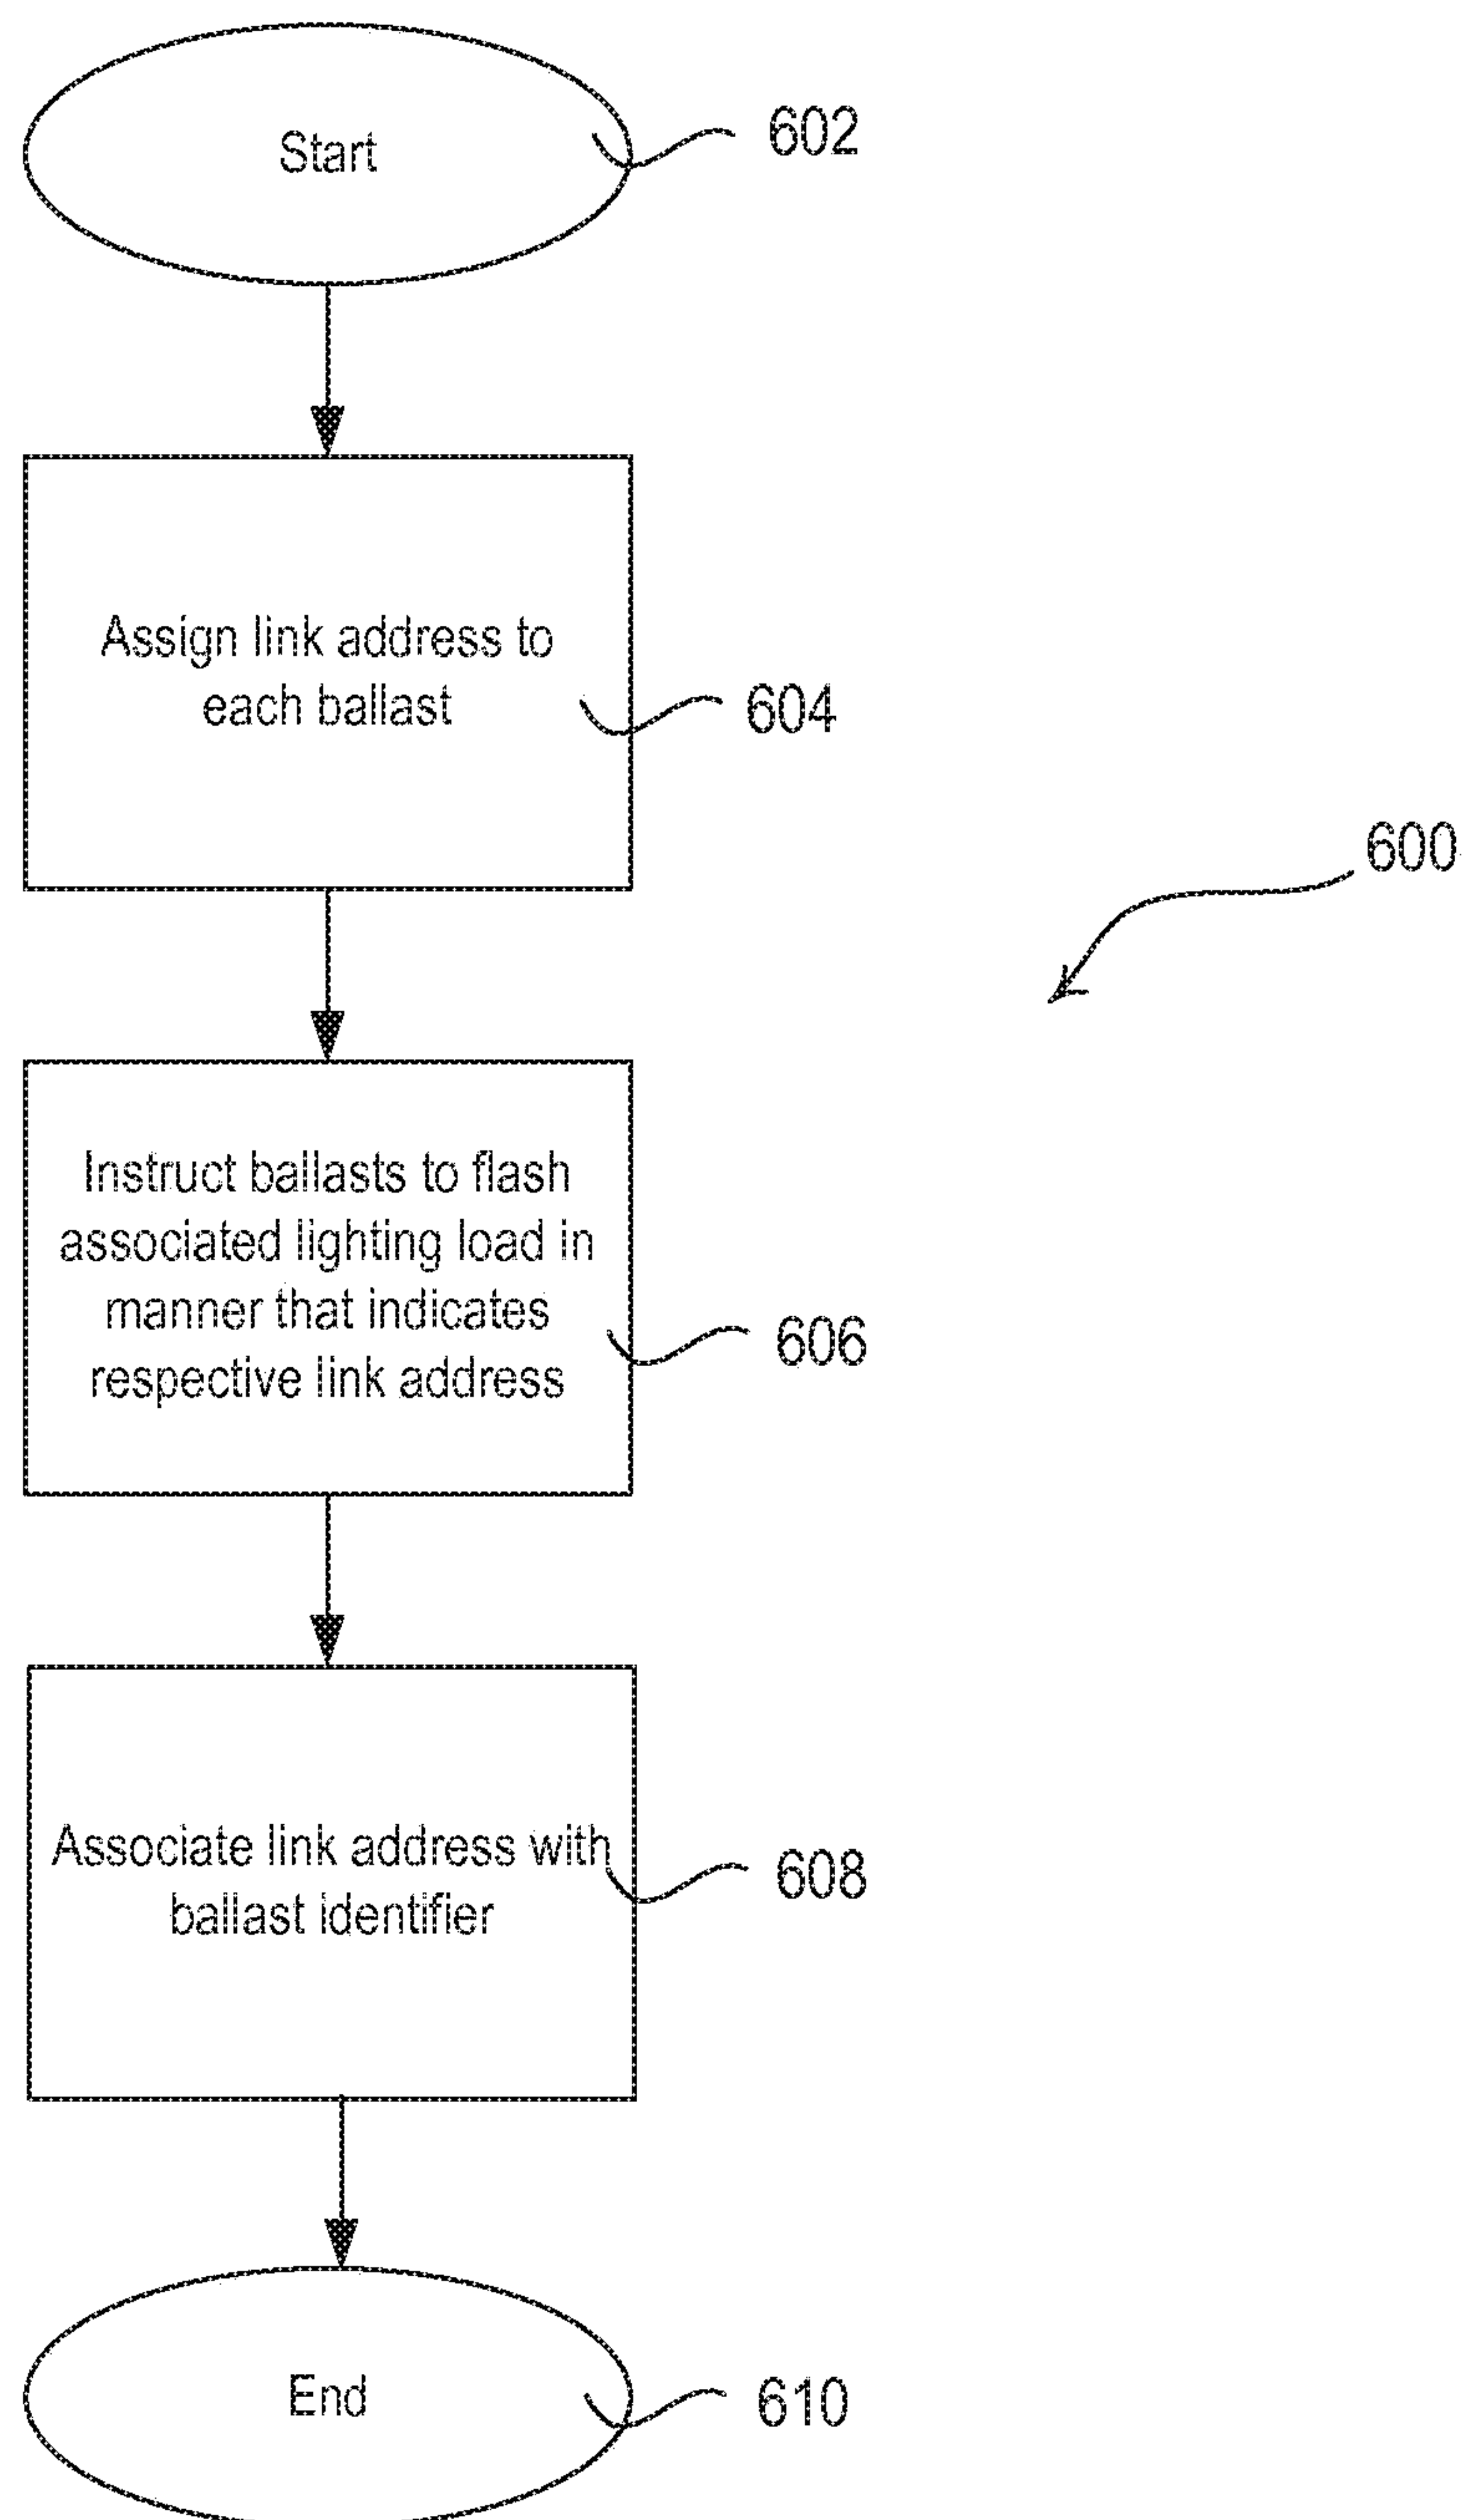 Start
602
Assign link address to
each ballast
604
600
Instruct ballasts to flash
associated lighting load in
manner that indicates
respective link address
606
Associate link address with
ballast identifier
608
End
610